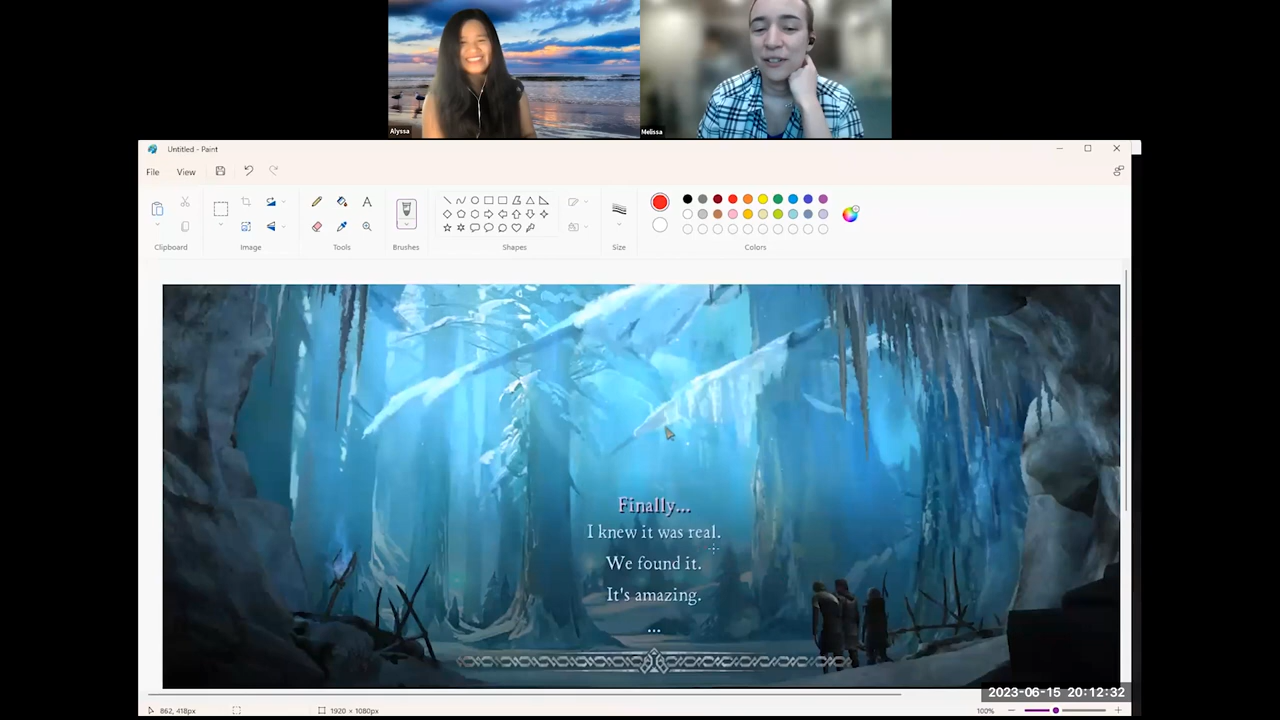 Alyssa
Melissa
Untitled - Paint
File View
Clipboard Image Tools Brushes Shapes Size Colors
Finally...
I knew it was real.
We found it.
It's amazing.
...
2023-06-15 20:12:32
862, 418px 1920 × 1080px 100%